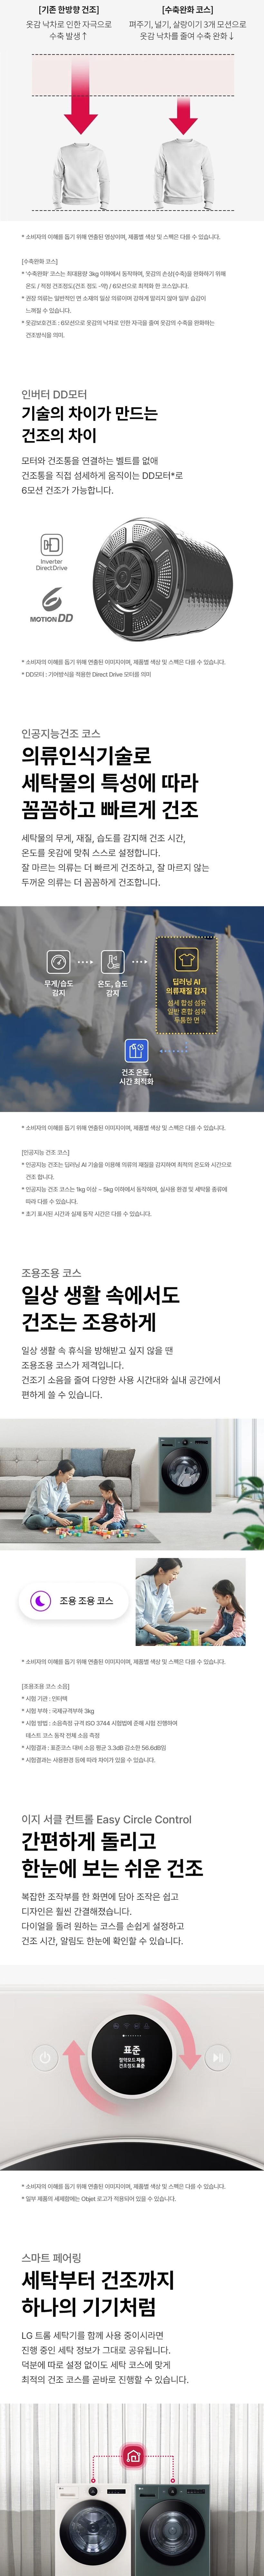 [기존 한방향 건조]
옷감 낙차로 인한 자극으로
수축 발생↑
[수축완화 코스]
펴주기, 널기, 살랑이기 3개 모션으로
옷감 낙차를 줄여 수축 완화↓
* 소비자의 이해를 돕기 위해 연출된 영상이며, 제품별 색상 및 스펙은 다를 수 있습니다.
[수축완화 코스]
* '수축완화' 코스는 최대용량 3kg 이하에서 동작하며, 옷감의 손상(수축)을 완화하기 위해
온도 / 적정 건조정도(건조 정도 -약) / 6모션으로 최적화 한 코스입니다.
* 권장 의류는 일반적인 면 소재의 일상 의류이며 강하게 말리지 않아 일부 습감이
느껴질 수 있습니다.
* 옷감보호건조 : 6모션으로 옷감의 낙차로 인한 자극을 줄여 옷감의 수축을 완화하는
건조방식을 의미.
인버터 DD모터
기술의 차이가 만드는
건조의 차이
모터와 건조통을 연결하는 벨트를 없애
건조통을 직접 섬세하게 움직이는 DD모터*로
6모션 건조가 가능합니다.
Inverter
DirectDrive
6
MOTION DD
* 소비자의 이해를 돕기 위해 연출된 이미지이며, 제품별 색상 및 스펙은 다를 수 있습니다.
* DD모터 : 기어방식을 적용한 Direct Drive 모터를 의미
인공지능건조 코스
의류인식기술로
세탁물의 특성에 따라
꼼꼼하고 빠르게 건조
세탁물의 무게, 재질, 습도를 감지해 건조 시간,
온도를 옷감에 맞춰 스스로 설정합니다.
잘 마르는 의류는 더 빠르게 건조하고, 잘 마르지 않는
두꺼운 의류는 더 꼼꼼하게 건조합니다.
무게/습도
감지
온도, 습도
감지
딥러닝 AI
의류재질 감지
섬세 합성 섬유
일반 혼합 섬유
두툼한 면
건조 온도,
시간 최적화
* 소비자의 이해를 돕기 위해 연출된 이미지이며, 제품별 색상 및 스펙은 다를 수 있습니다.
[인공지능 건조 코스]
* 인공지능 건조는 딥러닝 AI 기술을 이용해 의류의 재질을 감지하여 최적의 온도와 시간으로
건조 합니다.
* 인공지능 건조 코스는 1kg 이상 ~ 5kg 이하에서 동작하며, 실사용 환경 및 세탁물 종류에
따라 다를 수 있습니다.
* 초기 표시된 시간과 실제 동작 시간은 다를 수 있습니다.
조용조용 코스
일상 생활 속에서도
건조는 조용하게
일상 생활 속 휴식을 방해받고 싶지 않을 땐
조용조용 코스가 제격입니다.
건조기 소음을 줄여 다양한 사용 시간대와 실내 공간에서
편하게 쓸 수 있습니다.
조용 조용 코스
* 소비자의 이해를 돕기 위해 연출된 이미지이며, 제품별 색상 및 스펙은 다를 수 있습니다.
[조용조용 코스 소음]
* 시험 기관 : 인터텍
* 시험 부하 : 국제규격부하 3kg
* 시험 방법 : 소음측정 규격 ISO 3744 시험법에 준해 시험 진행하여
테스트 코스 동작 전체 소음 측정
* 시험결과 : 표준코스 대비 소음 평균 3.3dB 감소한 56.6dB임
* 시험결과는 사용환경 등에 따라 차이가 있을 수 있습니다.
이지 서클 컨트롤 Easy Circle Control
간편하게 돌리고
한눈에 보는 쉬운 건조
복잡한 조작부를 한 화면에 담아 조작은 쉽고
디자인은 훨씬 간결해졌습니다.
다이얼을 돌려 원하는 코스를 손쉽게 설정하고
건조 시간, 알림도 한눈에 확인할 수 있습니다.
표준
절약모드 자동
건조정도 표준
* 소비자의 이해를 돕기 위해 연출된 이미지이며, 제품별 색상 및 스펙은 다를 수 있습니다.
* 일부 제품의 세제함에는 Objet 로고가 적용되어 있을 수 있습니다.
스마트 페어링
세탁부터 건조까지
하나의 기기처럼
LG 트롬 세탁기를 함께 사용 중이시라면
진행 중인 세탁 정보가 그대로 공유됩니다.
덕분에 따로 설정 없이도 세탁 코스에 맞게
최적의 건조 코스를 곧바로 진행할 수 있습니다.